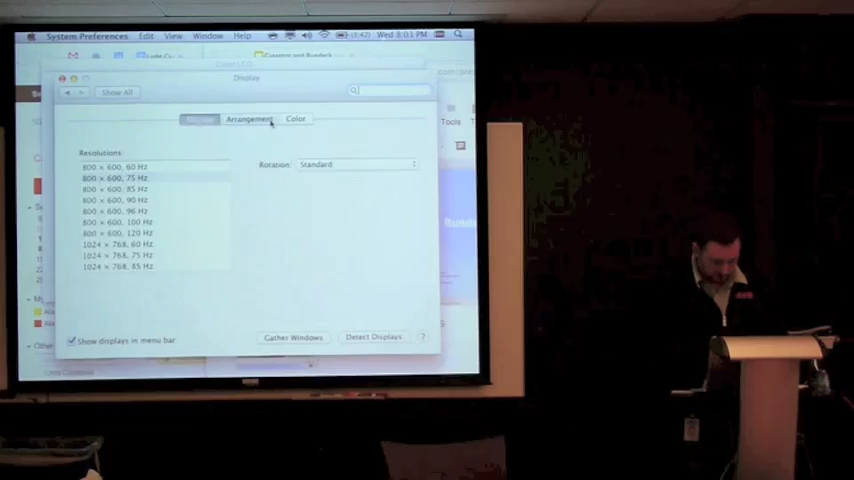 System Preferences Edit View Window Help (3:42) Wed 8:03 PM
Display
Show All
Arrangement Color
Tools
Resolutions
800 × 600, 60 Hz
Rotation: Standard
800 × 600, 75 Hz
800 × 600, 85 Hz
800 × 600, 90 Hz
800 × 600, 96 Hz
800 × 600, 100 Hz
800 × 600, 120 Hz
1024 × 768, 60 Hz
1024 × 768, 75 Hz
1024 × 768, 85 Hz
Show displays in menu bar
Gather Windows Detect Displays ?